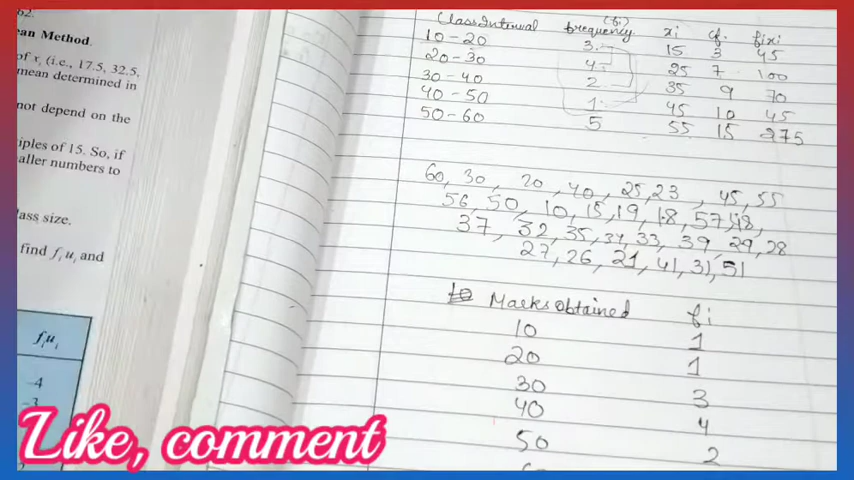 b2.
ean Method.
of xi (i.e., 17.5, 32.5,
mean determined in
not depend on the
iples of 15. So, if
aller numbers to
lass size.
find fiui and
fiui
-4
-3
Class Interval frequency (fi) xi cf. fixi
10-20 3 15 3 45
20-30 4 25 7 100
30-40 2 35 9 70
40-50 1 45 10 45
50-60 5 55 15 275
60, 30, 20, 40, 25, 23, 45, 55
56, 50, 10, 15, 19, 18, 57, 48,
37, 32, 35, 34, 33, 39, 29, 28
27, 26, 21, 41, 31, 51
Marks Obtained fi
10 1
20 1
30 3
40 4
50 2
Like, comment